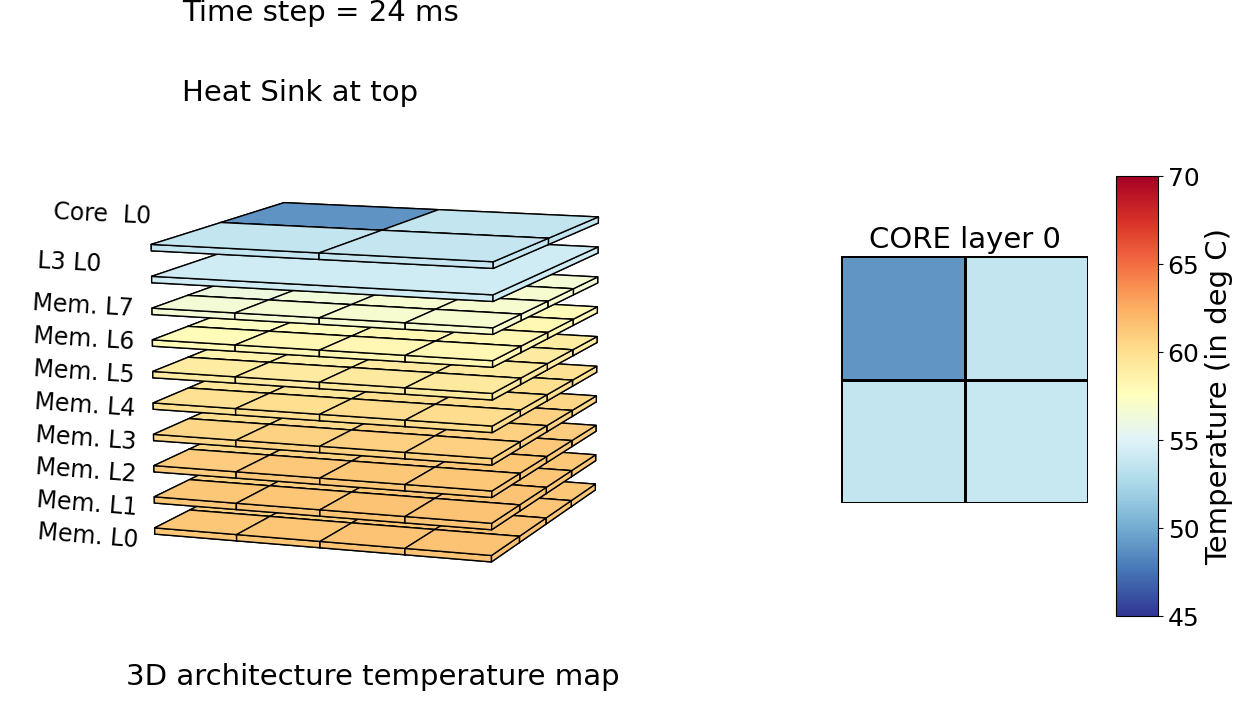 Time step = 24 ms
Heat Sink at top
Core  L0
L3 L0
Mem. L7
Mem. L6
Mem. L5
Mem. L4
Mem. L3
Mem. L2
Mem. L1
Mem. L0
3D architecture temperature map
CORE layer 0
70
65
60
55
50
45
Temperature (in deg C)